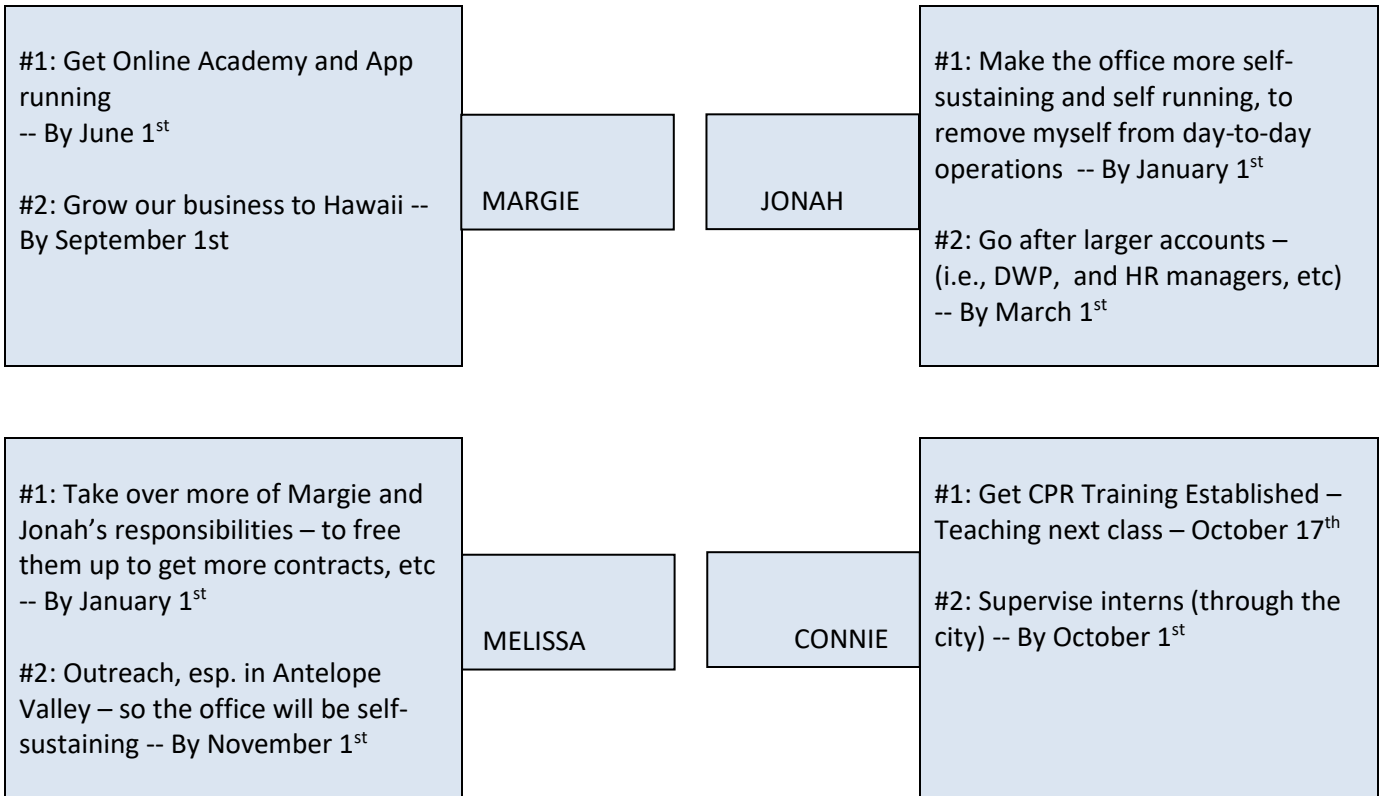 #1: Get Online Academy and App
running
-- By June 1st
#2: Grow our business to Hawaii --
By September 1st
MARGIE
JONAH
#1: Make the office more self-
sustaining and self running, to
remove myself from day-to-day
operations -- By January 1st
#2: Go after larger accounts –
(i.e., DWP, and HR managers, etc)
-- By March 1st
#1: Take over more of Margie and
Jonah’s responsibilities – to free
them up to get more contracts, etc
-- By January 1st
#2: Outreach, esp. in Antelope
Valley – so the office will be self-
sustaining -- By November 1st
MELISSA
CONNIE
#1: Get CPR Training Established –
Teaching next class – October 17th
#2: Supervise interns (through the
city) -- By October 1st